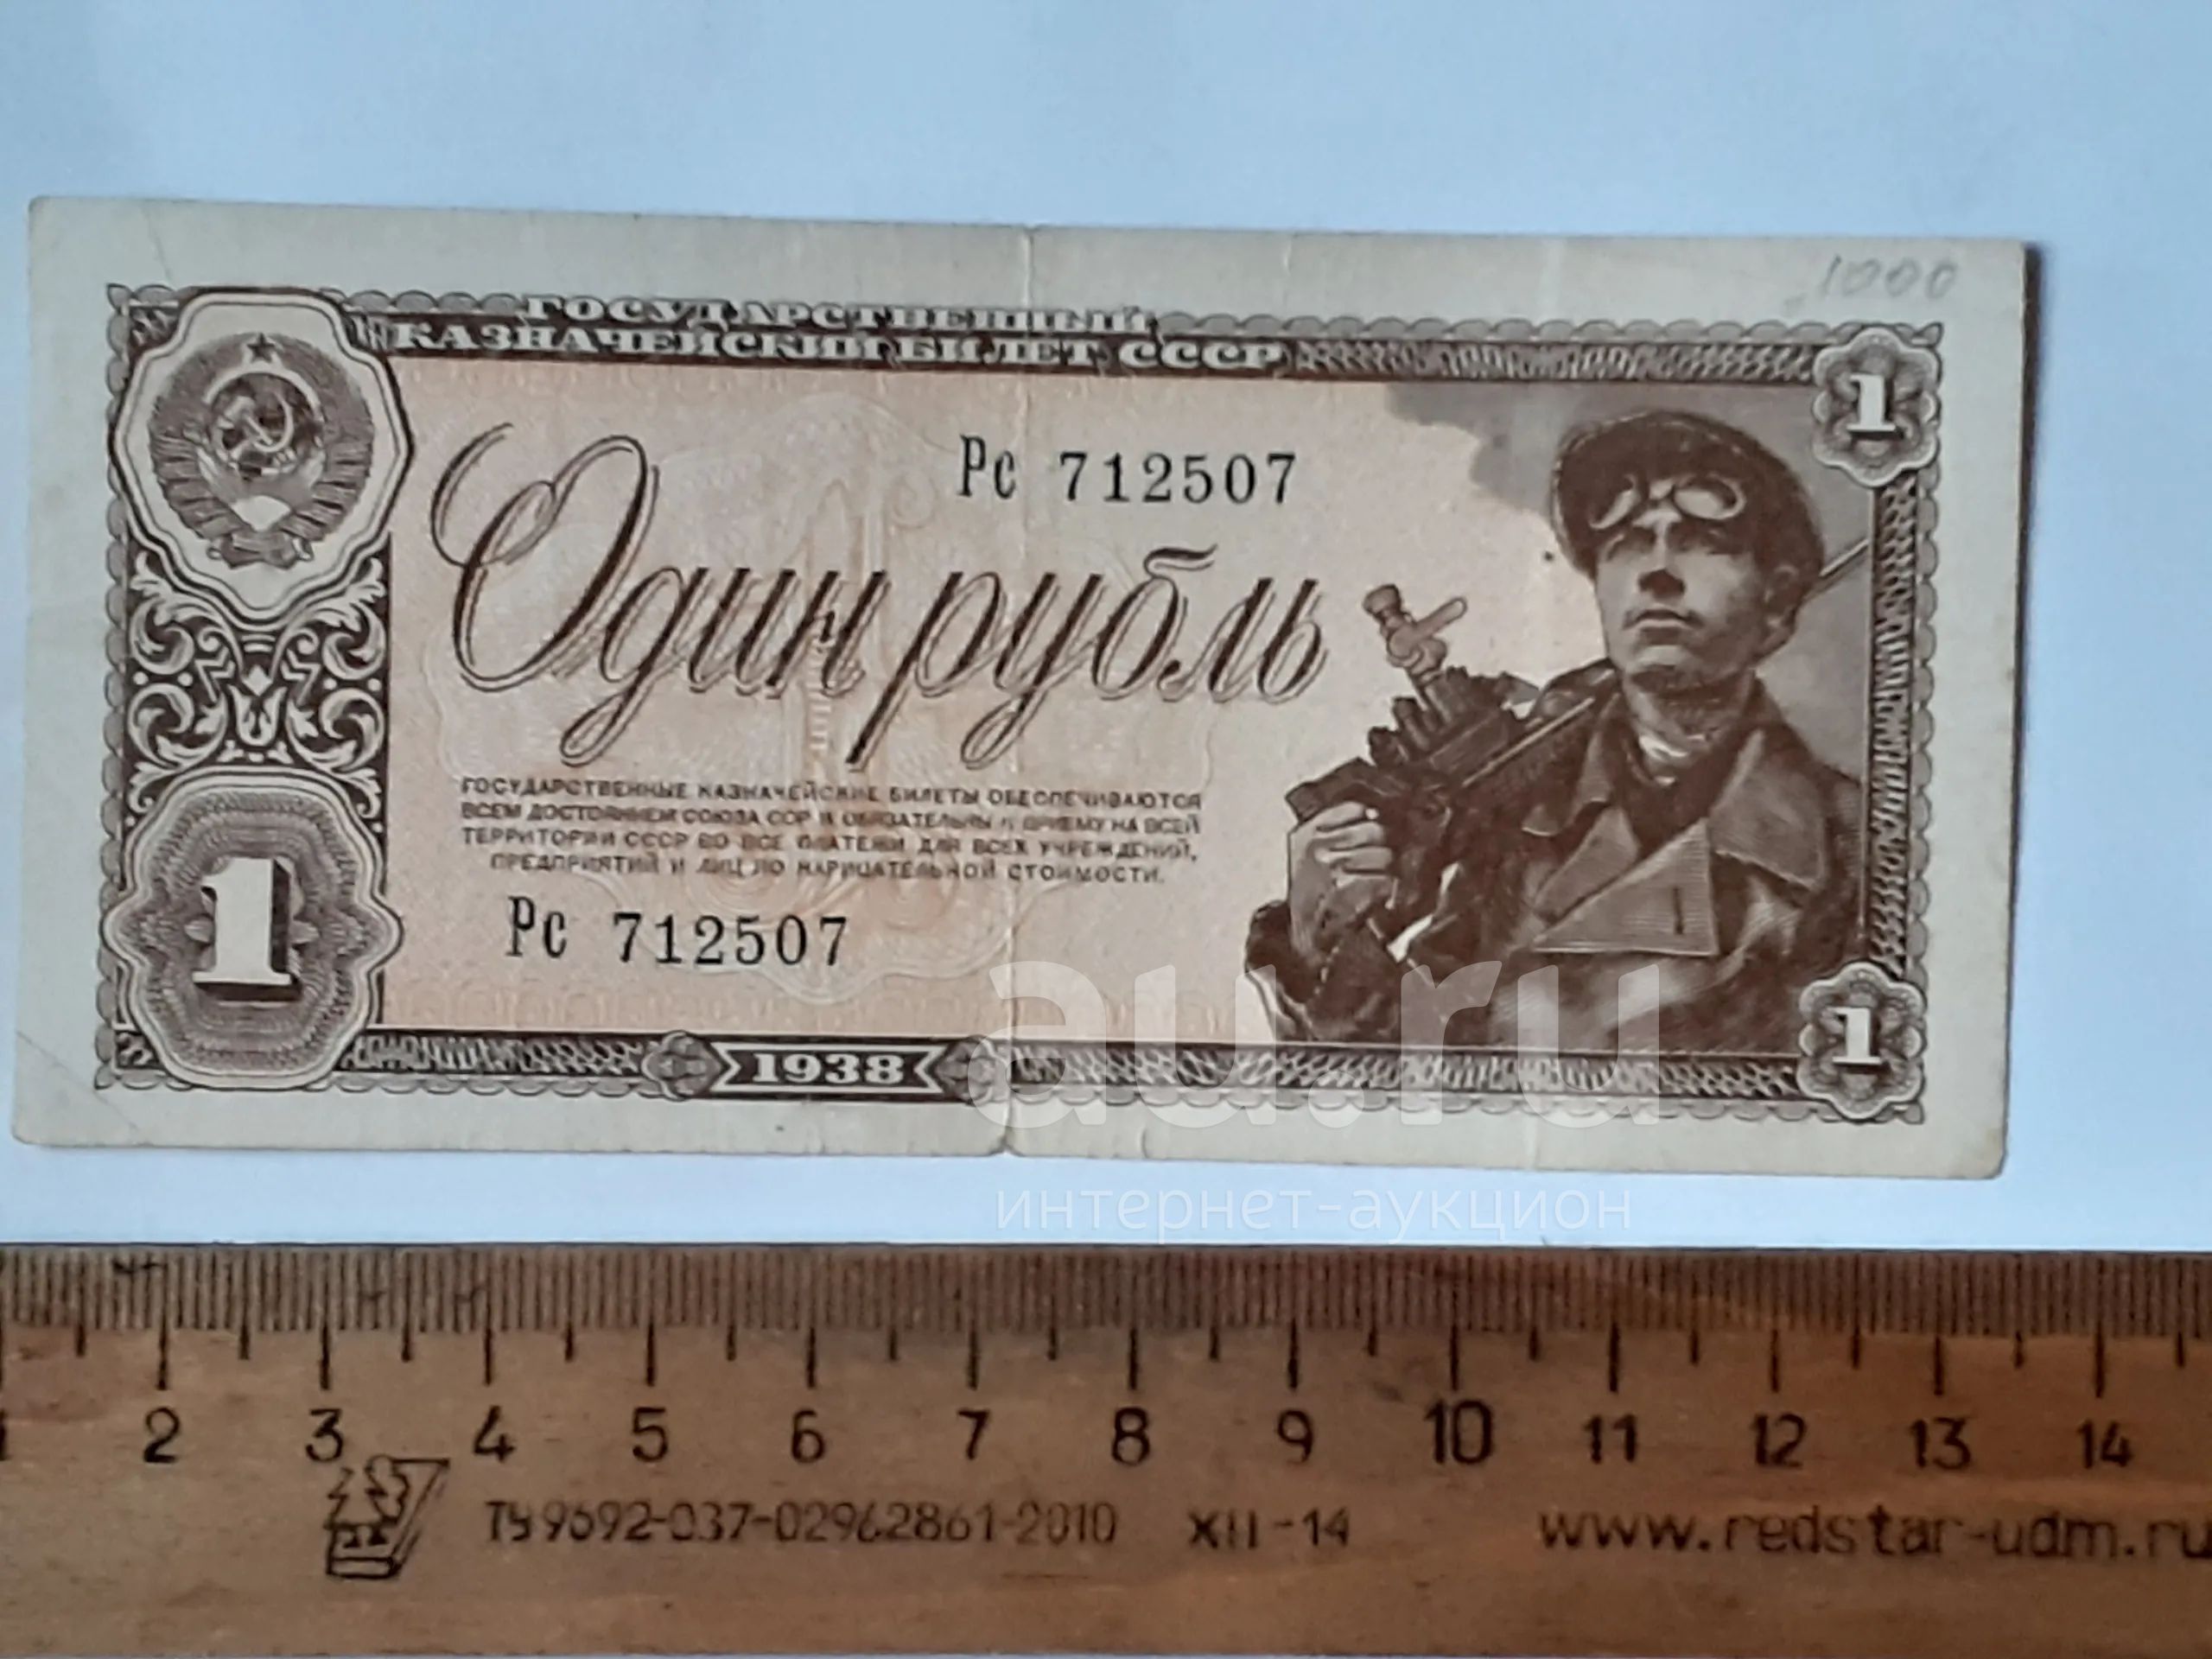 1000
ГОСУДАРСТВЕННЫЙ
КАЗНАЧЕЙСКИЙ БИЛЕТ СССР
1
Рс 712507
Один рубль
ГОСУДАРСТВЕННЫЕ КАЗНАЧЕЙСКИЕ БИЛЕТЫ ОБЕСПЕЧИВАЮТСЯ
ВСЕМ ДОСТОЯНИЕМ СОЮЗА ССР И ОБЯЗАТЕЛЬНЫ К ПРИЕМУ НА ВСЕЙ
ТЕРРИТОРИИ СССР ВО ВСЕ ПЛАТЕЖИ ДЛЯ ВСЕХ УЧРЕЖДЕНИЙ,
ПРЕДПРИЯТИЙ И ЛИЦ ПО НАРИЦАТЕЛЬНОЙ СТОИМОСТИ.
1
Рс 712507
1938
1
au.ru
интернет-аукцион
1 2 3 4 5 6 7 8 9 10 11 12 13 14
ТУ 9692-037-02962861-2010 XII-14 www.redstar-udm.ru